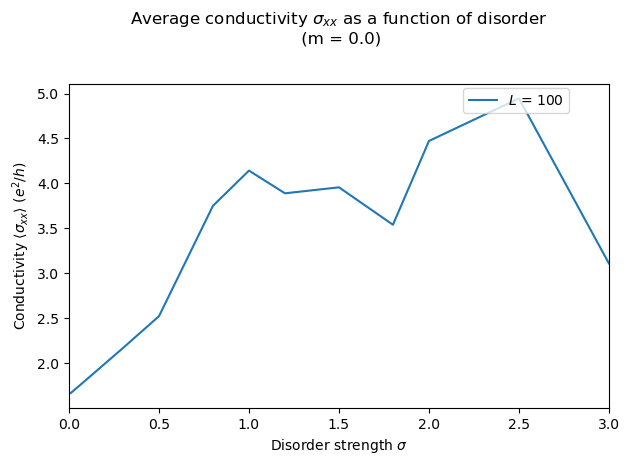 Average conductivity σxx as a function of disorder
(m = 0.0)
L = 100
Conductivity ⟨σxx⟩ (e²/h)
5.0
4.5
4.0
3.5
3.0
2.5
2.0
0.0 0.5 1.0 1.5 2.0 2.5 3.0
Disorder strength σ